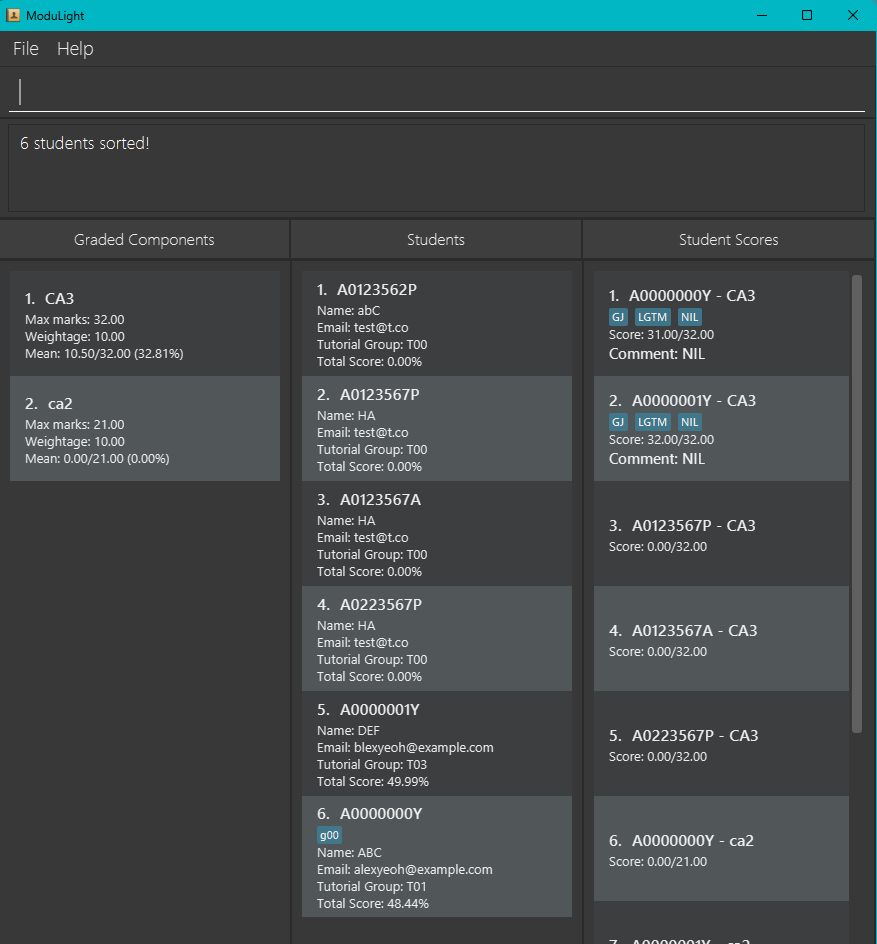 ModuLight
File Help
6 students sorted!
Graded Components
1. CA3
Max marks: 32.00
Weightage: 10.00
Mean: 10.50/32.00 (32.81%)
2. ca2
Max marks: 21.00
Weightage: 10.00
Mean: 0.00/21.00 (0.00%)
Students
1. A0123562P
Name: abC
Email: test@t.co
Tutorial Group: T00
Total Score: 0.00%
2. A0123567P
Name: HA
Email: test@t.co
Tutorial Group: T00
Total Score: 0.00%
3. A0123567A
Name: HA
Email: test@t.co
Tutorial Group: T00
Total Score: 0.00%
4. A0223567P
Name: HA
Email: test@t.co
Tutorial Group: T00
Total Score: 0.00%
5. A0000001Y
Name: DEF
Email: blexyeoh@example.com
Tutorial Group: T03
Total Score: 49.99%
6. A0000000Y
g00
Name: ABC
Email: alexyeoh@example.com
Tutorial Group: T01
Total Score: 48.44%
Student Scores
1. A0000000Y - CA3
GJ LGTM NIL
Score: 31.00/32.00
Comment: NIL
2. A0000001Y - CA3
GJ LGTM NIL
Score: 32.00/32.00
Comment: NIL
3. A0123567P - CA3
Score: 0.00/32.00
4. A0123567A - CA3
Score: 0.00/32.00
5. A0223567P - CA3
Score: 0.00/32.00
6. A0000000Y - ca2
Score: 0.00/21.00
7. A0000001Y - ca2